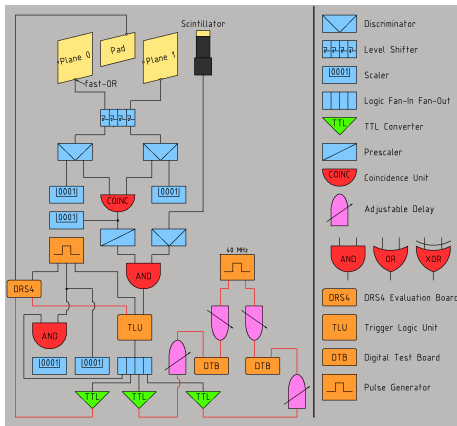 Scintillator
Discriminator
Plane 0
Pad
Plane 1
Level Shifter
[0001]
Scaler
fast-OR
Logic Fan-In Fan-Out
TTL
TTL Converter
Prescaler
COINC
Coincidence Unit
[0001]
[0001]
COINC
[0001]
Adjustable Delay
40 MHz
AND
OR
XOR
AND
DRS4
DRS4
DRS4 Evaluation Board
TLU
TLU
Trigger Logic Unit
AND
[0001]
[0001]
DTB
DTB
DTB
Digital Test Board
Pulse Generator
TTL
TTL
TTL